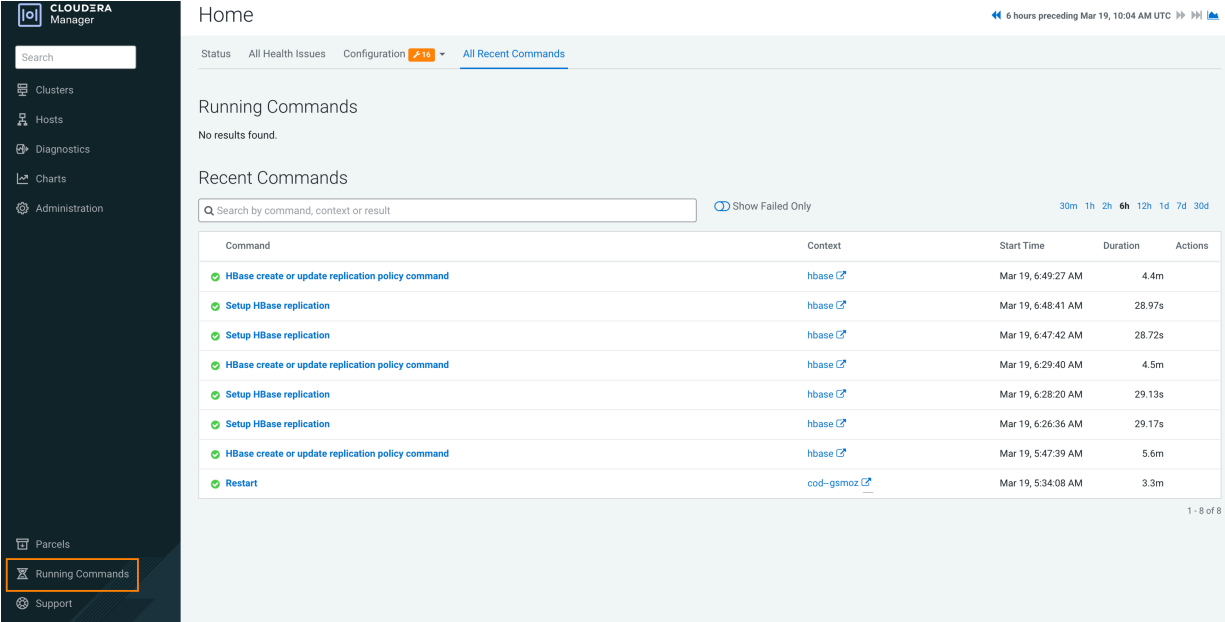 CLOUDERA
Manager
Search
Clusters
Hosts
Diagnostics
Charts
Administration
Parcels
Running Commands
Support
Home
6 hours preceding Mar 19, 10:04 AM UTC
Status All Health Issues Configuration 16 All Recent Commands
Running Commands
No results found.
Recent Commands
Search by command, context or result
Show Failed Only
30m 1h 2h 6h 12h 1d 7d 30d
Command Context Start Time Duration Actions
HBase create or update replication policy command hbase Mar 19, 6:49:27 AM 4.4m
Setup HBase replication hbase Mar 19, 6:48:41 AM 28.97s
Setup HBase replication hbase Mar 19, 6:47:42 AM 28.72s
HBase create or update replication policy command hbase Mar 19, 6:29:40 AM 4.5m
Setup HBase replication hbase Mar 19, 6:28:20 AM 29.13s
Setup HBase replication hbase Mar 19, 6:26:36 AM 29.17s
HBase create or update replication policy command hbase Mar 19, 5:47:39 AM 5.6m
Restart cod--gsmoz Mar 19, 5:34:08 AM 3.3m
1 - 8 of 8